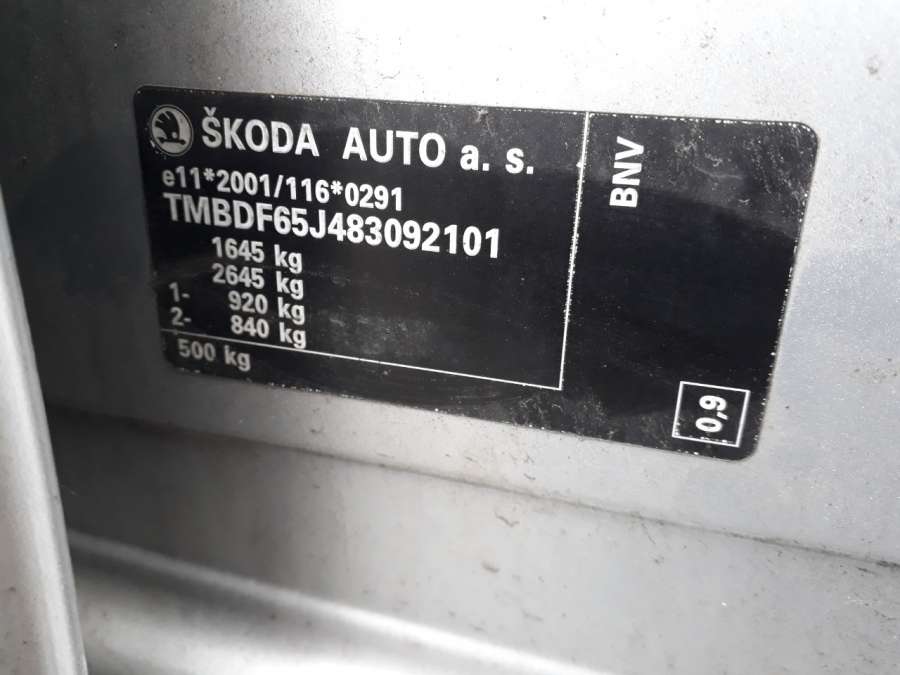 ŠKODA AUTO a. s.
e11*2001/116*0291
TMBDF65J483092101
1645 kg
2645 kg
1- 920 kg
2- 840 kg
500 kg
BNV
0,9